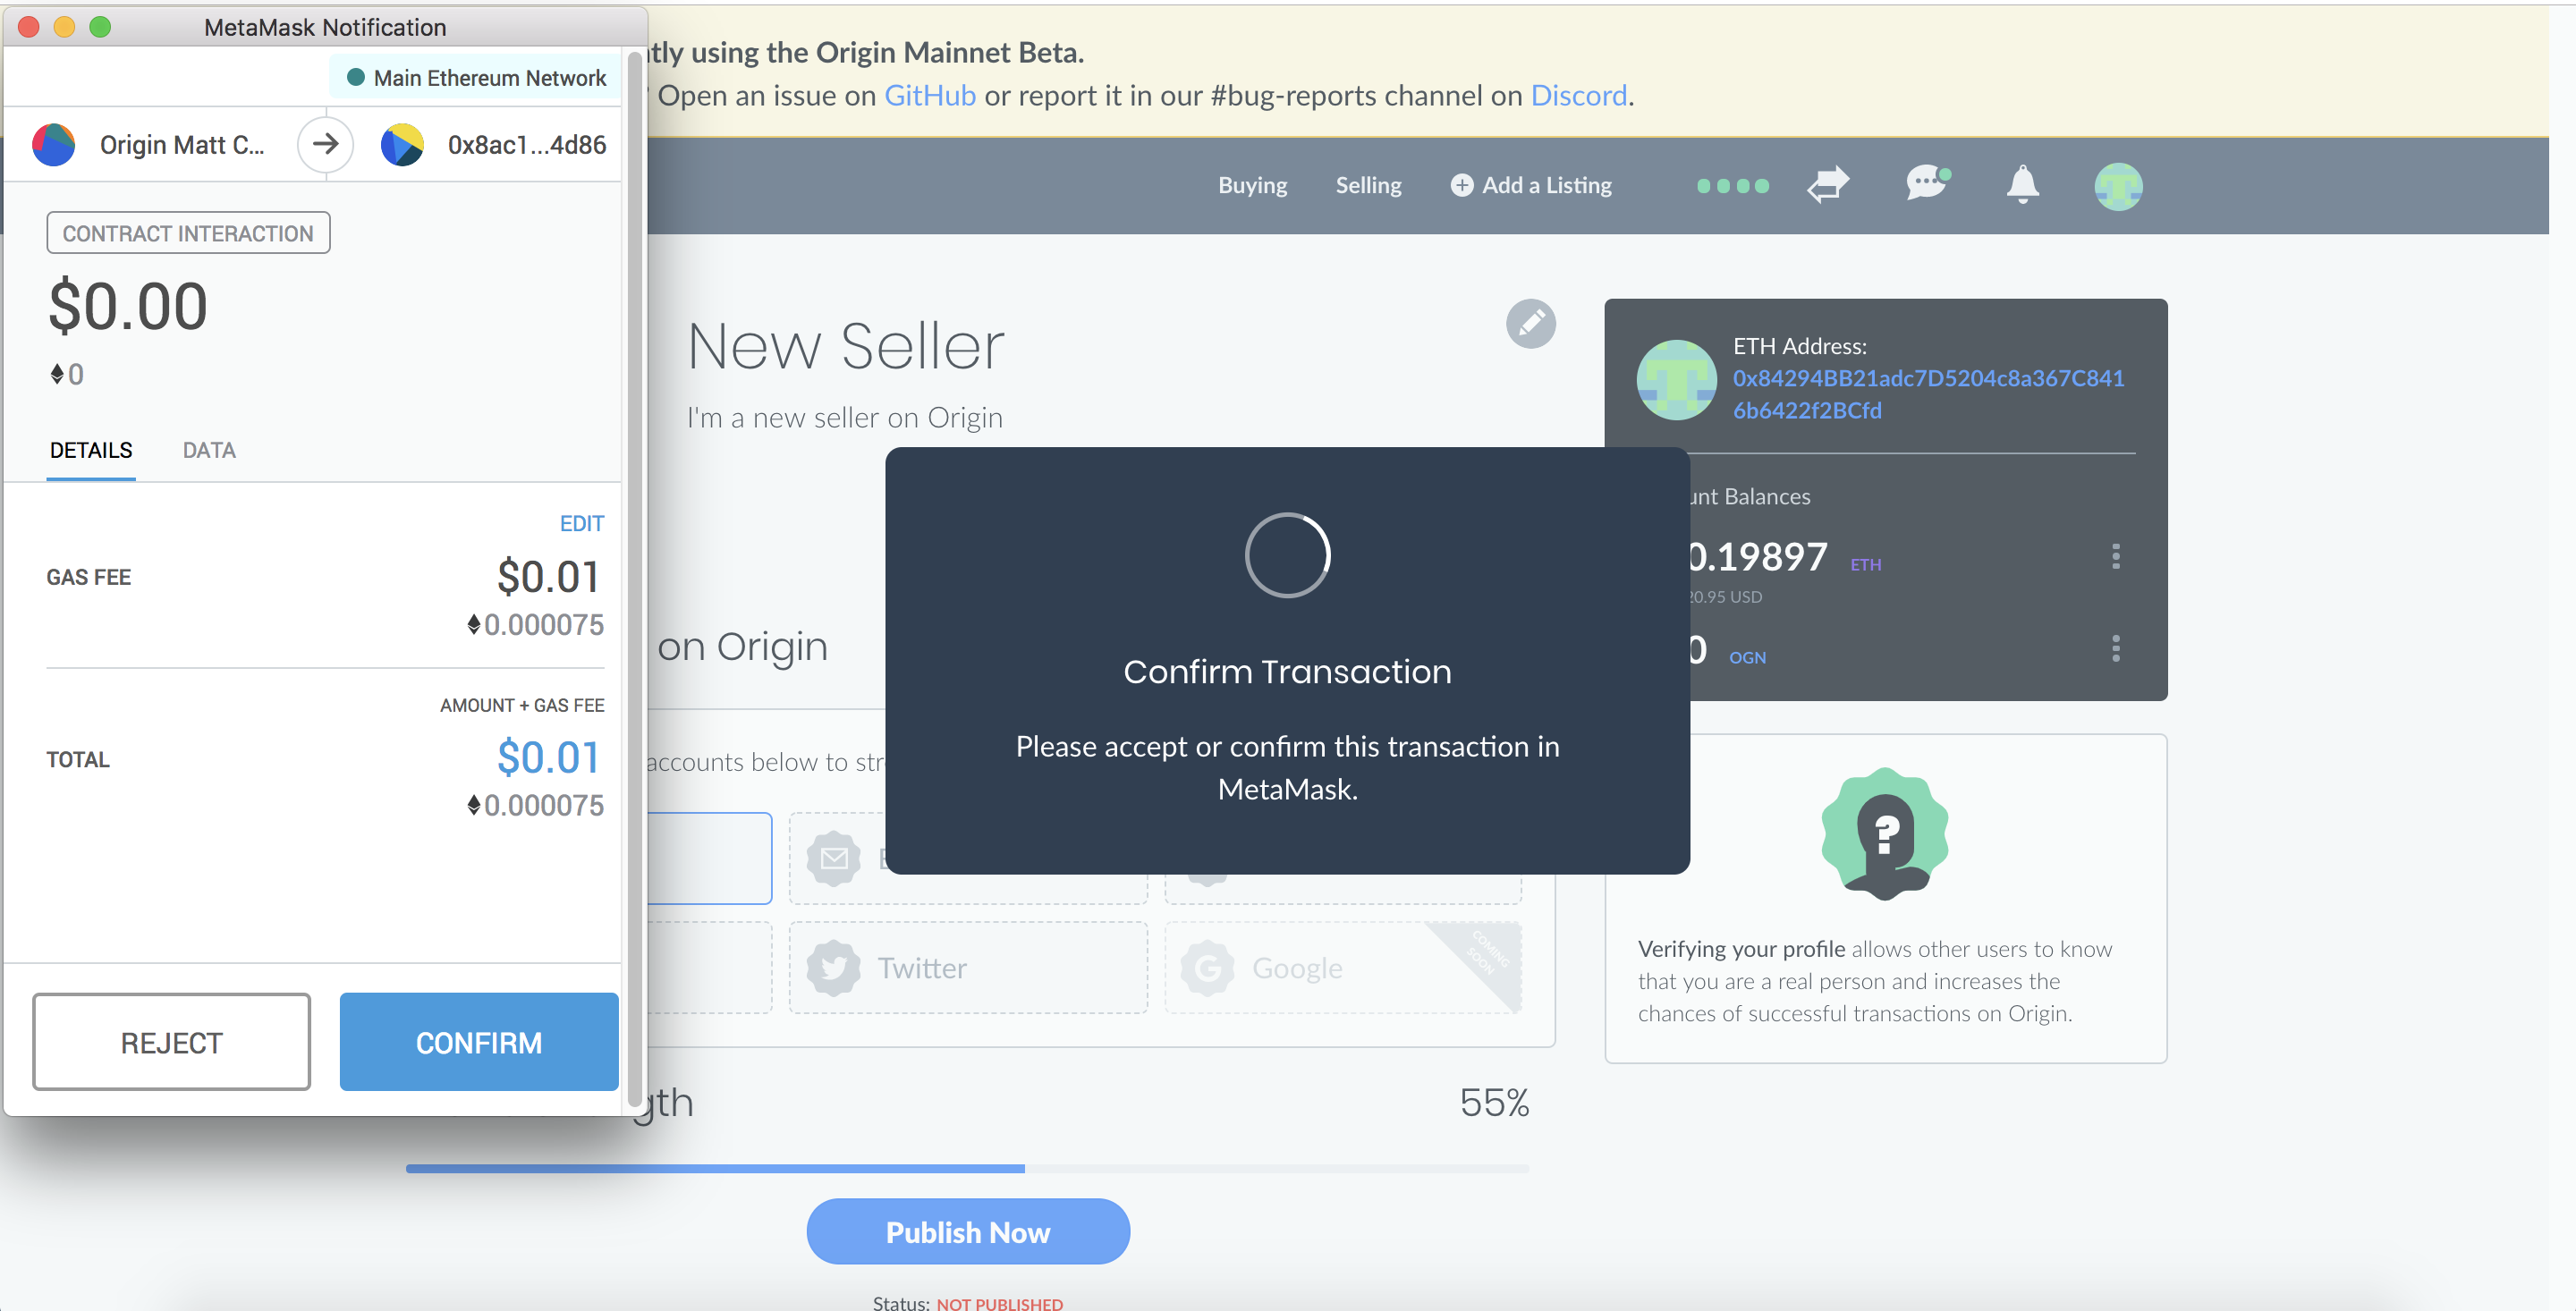 MetaMask Notification
Main Ethereum Network
Origin Matt C...
0x8ac1...4d86
CONTRACT INTERACTION
$0.00
0
DETAILS
DATA
EDIT
GAS FEE
$0.01
0.000075
AMOUNT + GAS FEE
TOTAL
$0.01
0.000075
REJECT
CONFIRM
using the Origin Mainnet Beta.
Open an issue on GitHub or report it in our #bug-reports channel on Discord.
Buying
Selling
Add a Listing
New Seller
I'm a new seller on Origin
ETH Address:
0x84294BB21adc7D5204c8a367C841
6b6422f2BCfd
Balances
0.19897 ETH
20.95 USD
0 OGN
on Origin
accounts below to
Confirm Transaction
Please accept or confirm this transaction in
MetaMask.
Twitter
Google
COMING
SOON
Verifying your profile allows other users to know
that you are a real person and increases the
chances of successful transactions on Origin.
55%
Publish Now
Status: NOT PUBLISHED